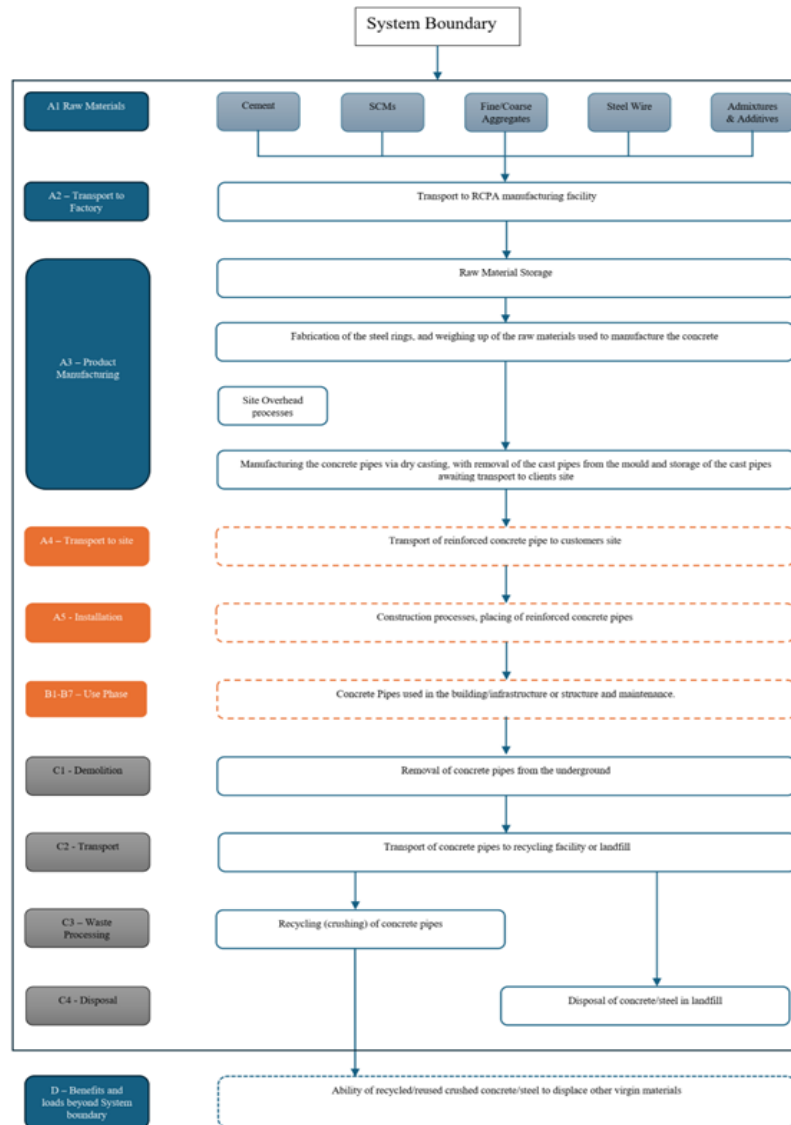 System Boundary
A1 Raw Materials
Cement
SCMs
Fine/Coarse
Aggregates
Steel Wire
Admixtures
& Additives
A2 – Transport to
Factory
Transport to RCPA manufacturing facility
A3 – Product
Manufacturing
Raw Material Storage
Fabrication of the steel rings, and weighing up of the raw materials used to manufacture the concrete
Site Overhead
processes
Manufacturing the concrete pipes via dry casting, with removal of the cast pipes from the mould and storage of the cast pipes
awaiting transport to clients site
A4 – Transport to site
Transport of reinforced concrete pipe to customers site
A5 - Installation
Construction processes, placing of reinforced concrete pipes
B1-B7 – Use Phase
Concrete Pipes used in the building/infrastructure or structure and maintenance.
C1 - Demolition
Removal of concrete pipes from the underground
C2 - Transport
Transport of concrete pipes to recycling facility or landfill
C3 – Waste
Processing
Recycling (crushing) of concrete pipes
C4 - Disposal
Disposal of concrete/steel in landfill
D – Benefits and
loads beyond System
boundary
Ability of recycled/reused crushed concrete/steel to displace other virgin materials